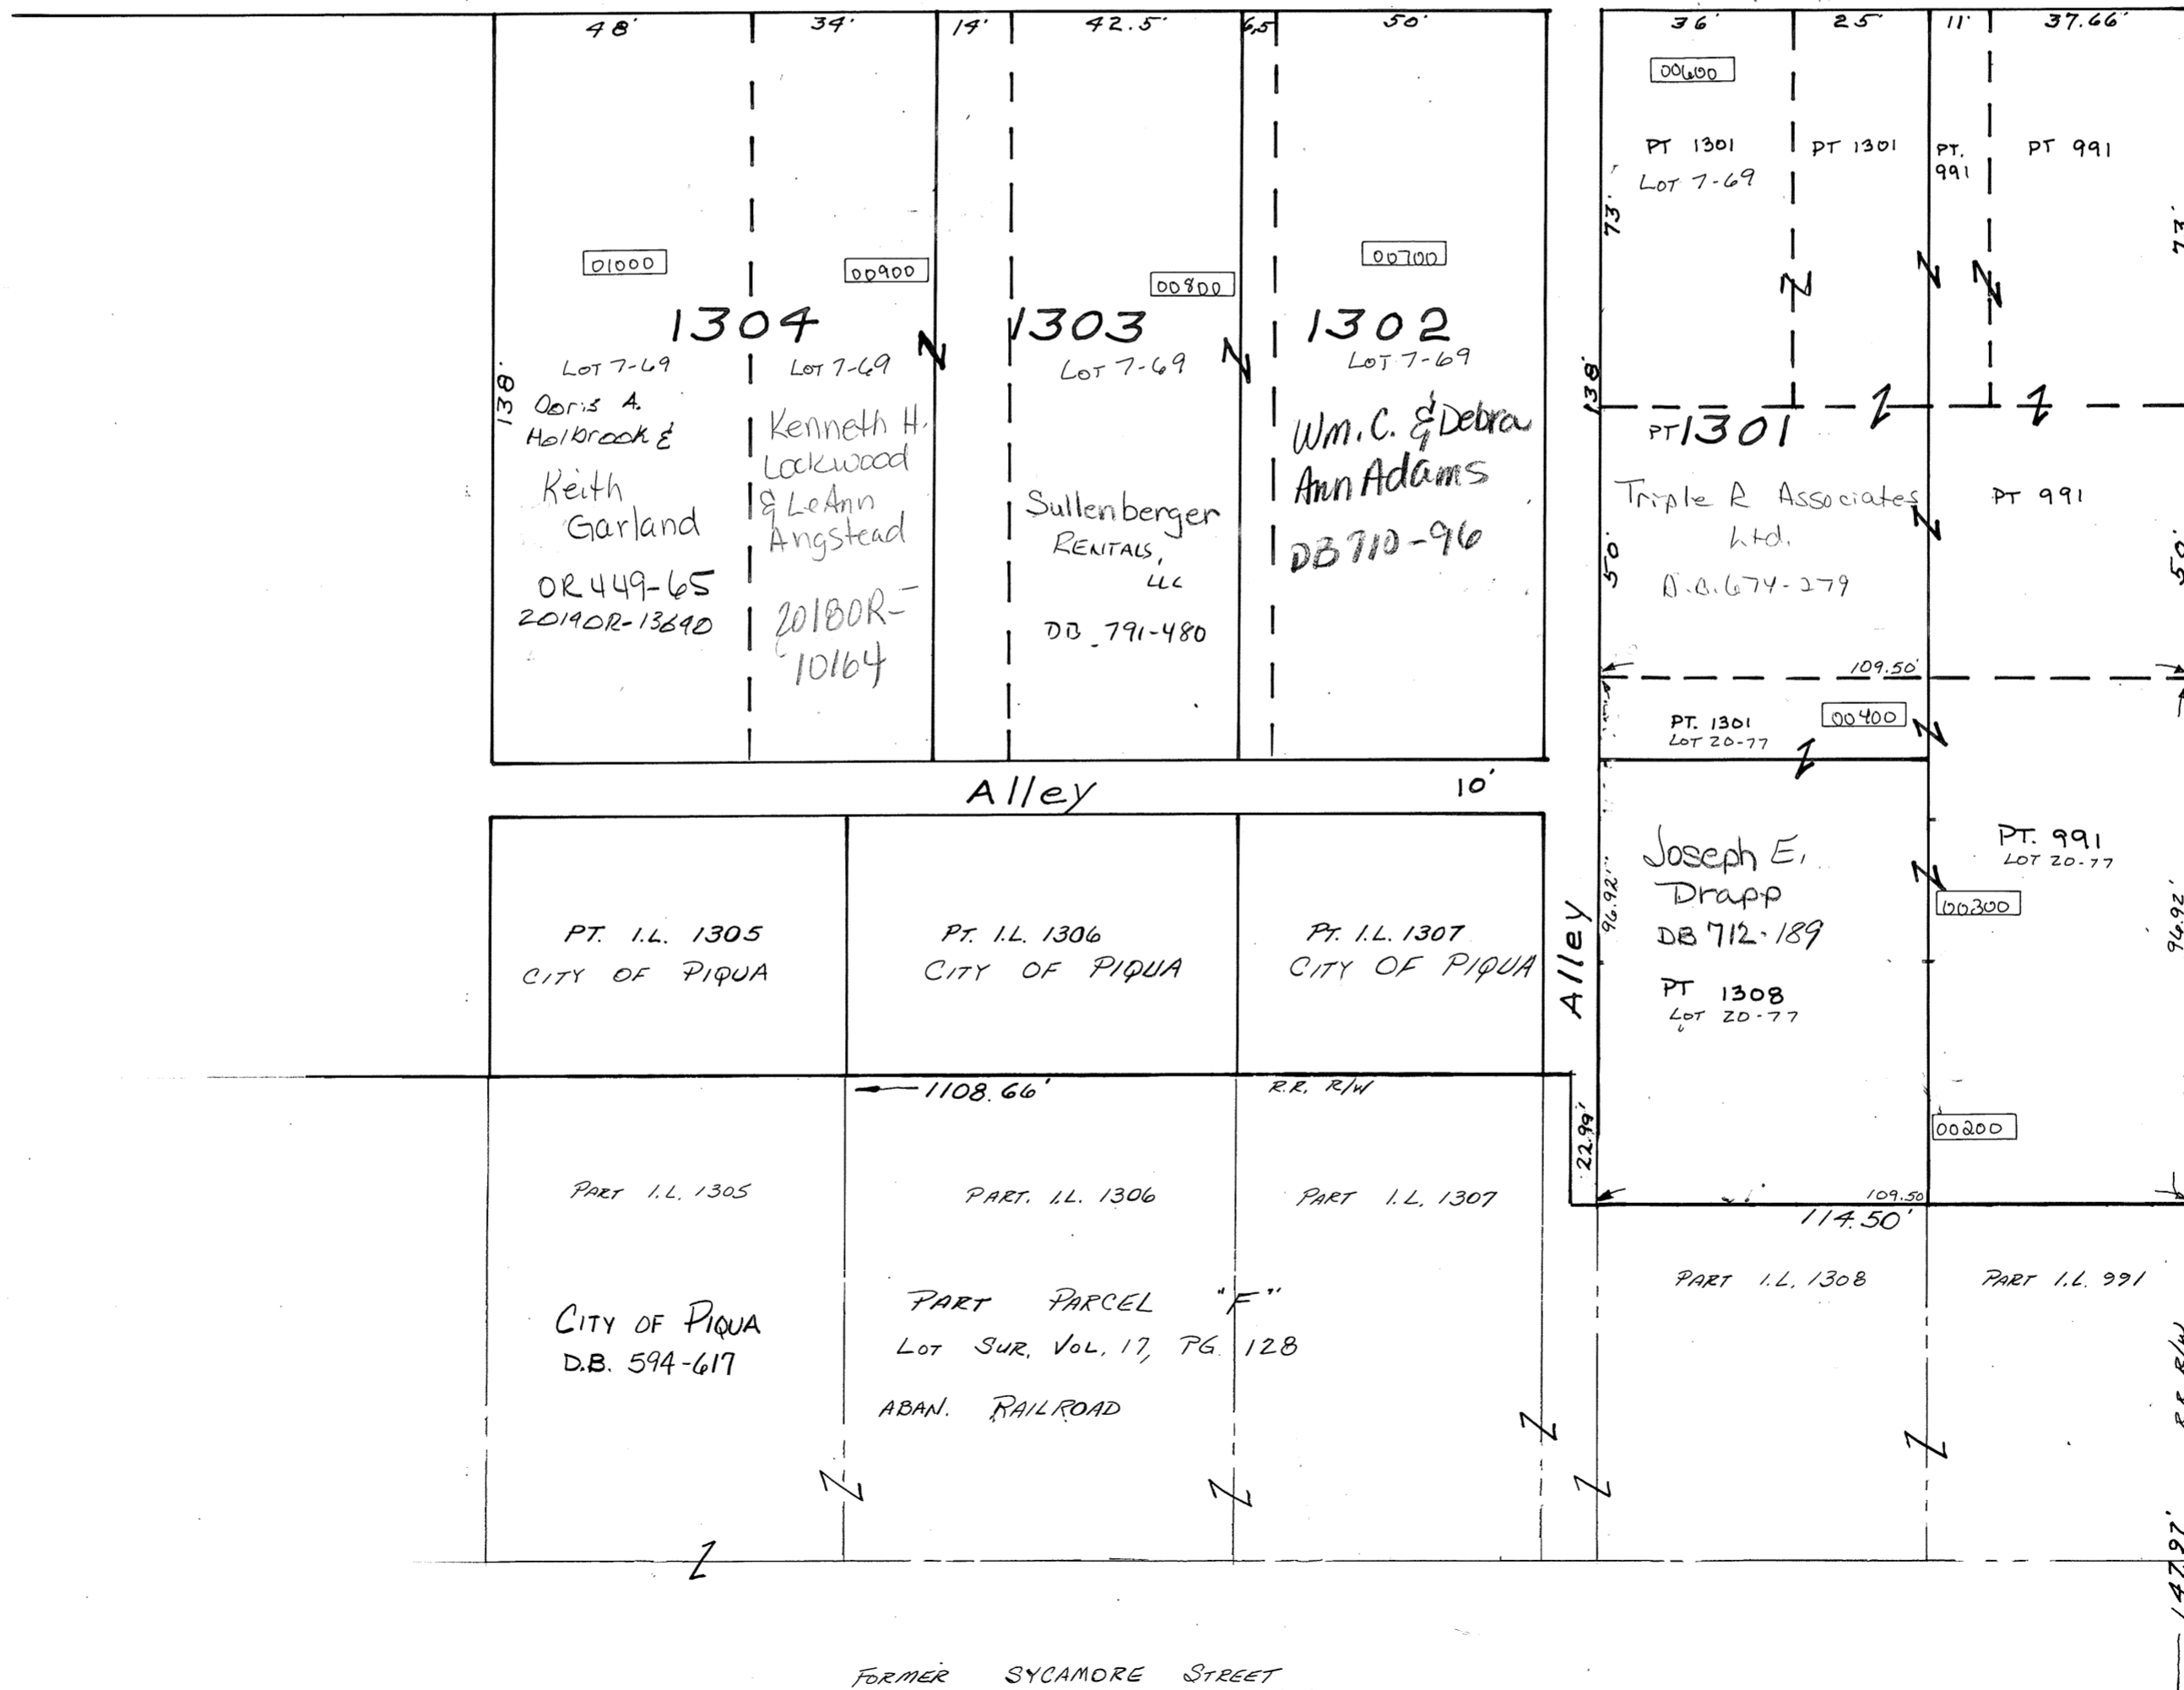 48' 34' 14' 42.5' 6.5' 50' 36' 25' 11' 37.66'
00600
PT 1301
LOT 7-69
PT 1301
PT.
991
PT 991
73'
73'
01000
00900
00800
00700
1304
1303
1302
LOT 7-69
LOT 7-69
LOT 7-69
LOT 7-69
138'
Doris A.
Holbrook &
Keith
Garland
OR 449-65
2019OR-13690
Kenneth H.
Lockwood
& LeAnn
Angstead
2018OR-
10164
Sullenberger
RENTALS,
LLC
DB 791-480
Wm. C. & Debra
Ann Adams
DB 710-96
138'
PT 1301
Triple R Associates
Ltd.
D.B. 674-279
PT 991
50'
50'
109.50'
PT. 1301
LOT 20-77
00400
Alley 10'
Joseph E.
Drapp
DB 712-189
PT 1308
LOT 20-77
PT. 991
LOT 20-77
00300
96.92'
96.92'
Alley
PT. I.L. 1305
CITY OF PIQUA
PT. I.L. 1306
CITY OF PIQUA
PT. I.L. 1307
CITY OF PIQUA
1108.66'
R.R. R/W
22.99'
00200
109.50'
114.50'
PART I.L. 1305
PART. I.L. 1306
PART I.L. 1307
PART I.L. 1308
PART I.L. 991
CITY OF PIQUA
D.B. 594-617
PART PARCEL "F"
LOT SUR. VOL. 17, PG. 128
ABAN. RAILROAD
R.R. R/W
147.97'
FORMER SYCAMORE STREET